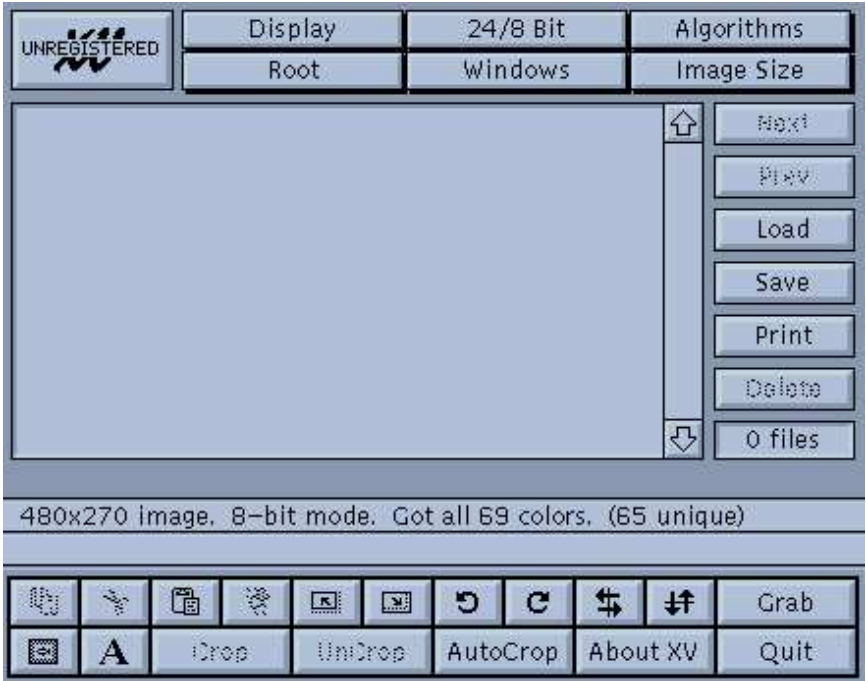 UNREGISTERED
Display 24/8 Bit Algorithms
Root Windows Image Size
Next
Prev
Load
Save
Print
Delete
0 files
480x270 image. 8-bit mode. Got all 69 colors. (65 unique)
Grab
A Crop UnCrop AutoCrop About XV Quit